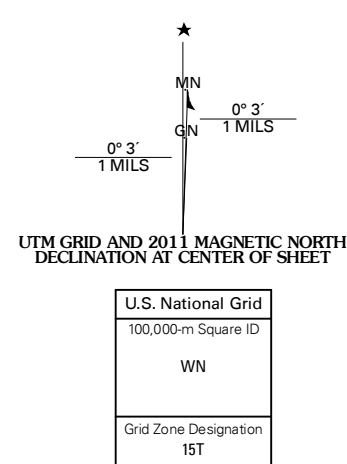 ★
MN
0° 3´
1 MILS
GN
0° 3´
1 MILS
UTM GRID AND 2011 MAGNETIC NORTH
DECLINATION AT CENTER OF SHEET
U.S. National Grid
100,000-m Square ID
WN
Grid Zone Designation
15T